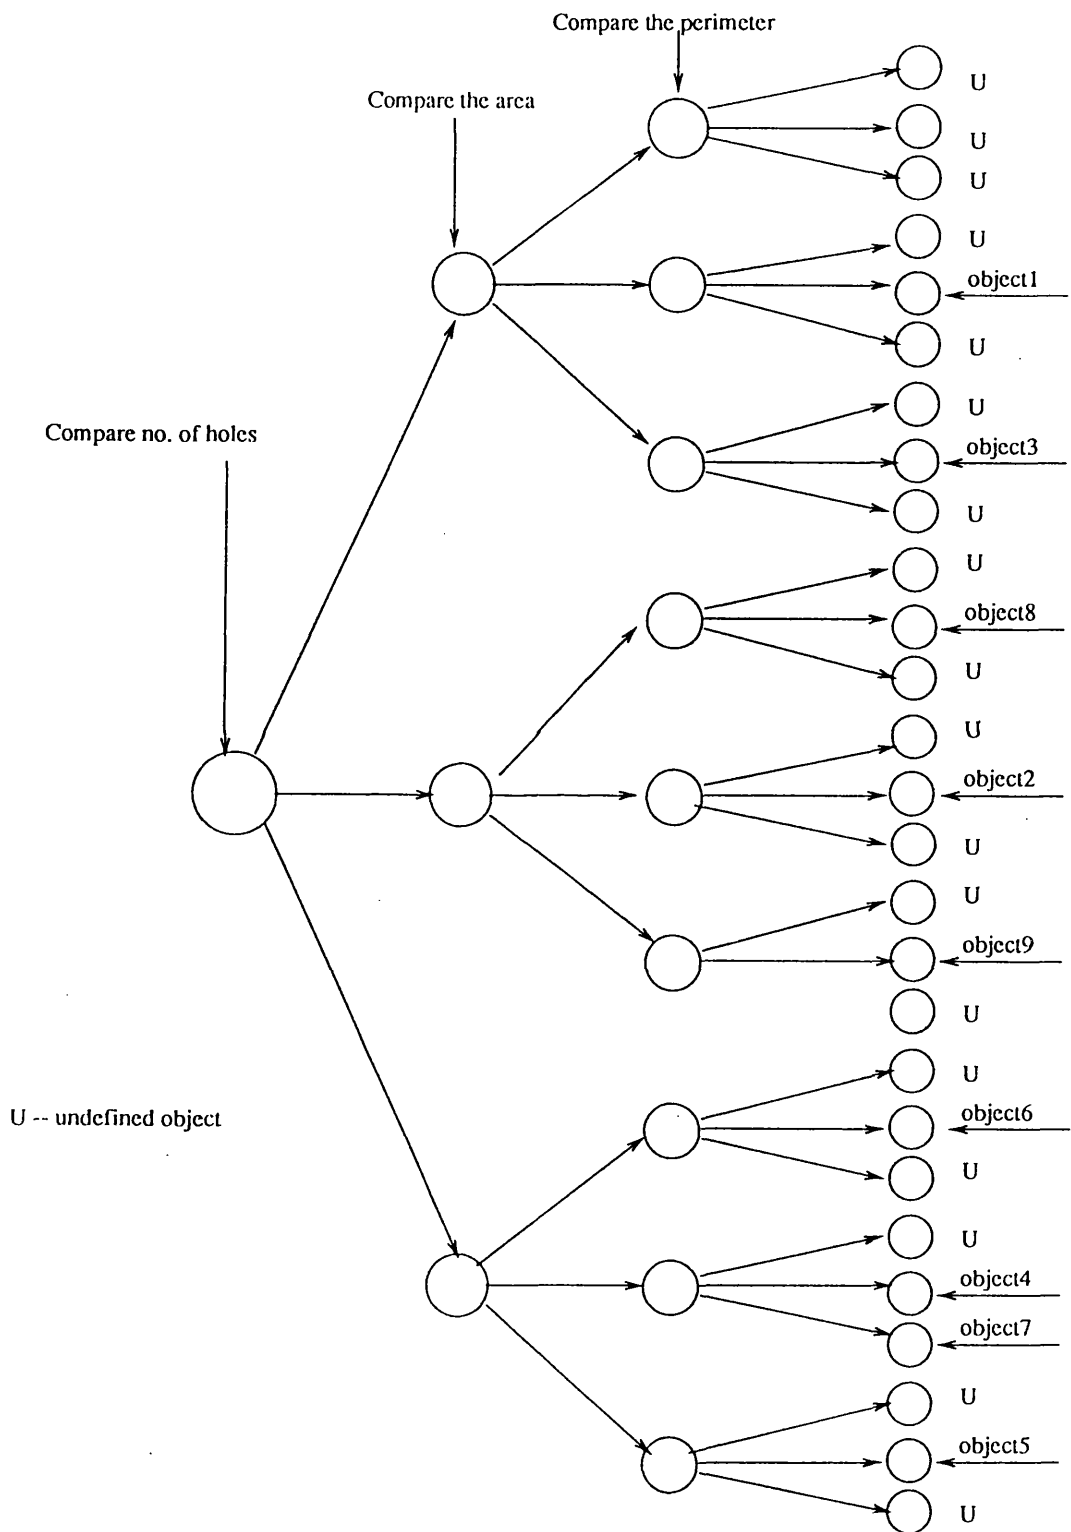 Compare the perimeter
U
Compare the area
U
U
U
object1
U
U
Compare no. of holes
object3
U
U
object8
U
U
object2
U
U
object9
U
U
U -- undefined object
object6
U
U
object4
object7
U
object5
U